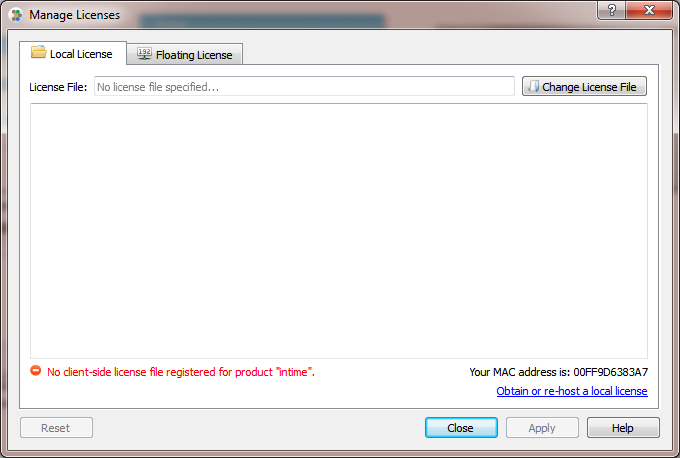 Manage Licenses
Local License
192
Floating License
License File: No license file specified... Change License File
No client-side license file registered for product "intime". Your MAC address is: 00FF9D6383A7
Obtain or re-host a local license
Reset Close Apply Help